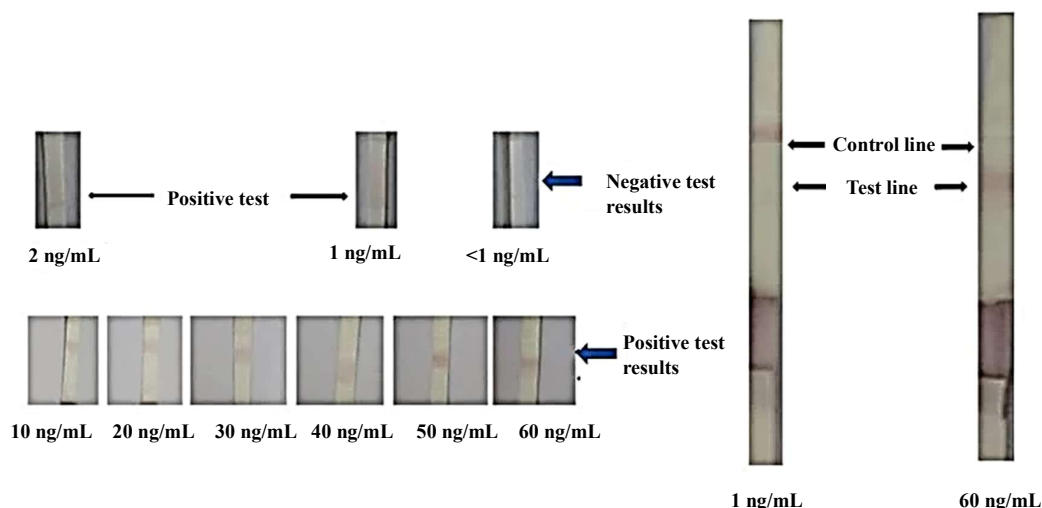 Control line
Test line
Positive test
Negative test
results
2 ng/mL
1 ng/mL
<1 ng/mL
Positive test
results
10 ng/mL
20 ng/mL
30 ng/mL
40 ng/mL
50 ng/mL
60 ng/mL
1 ng/mL
60 ng/mL